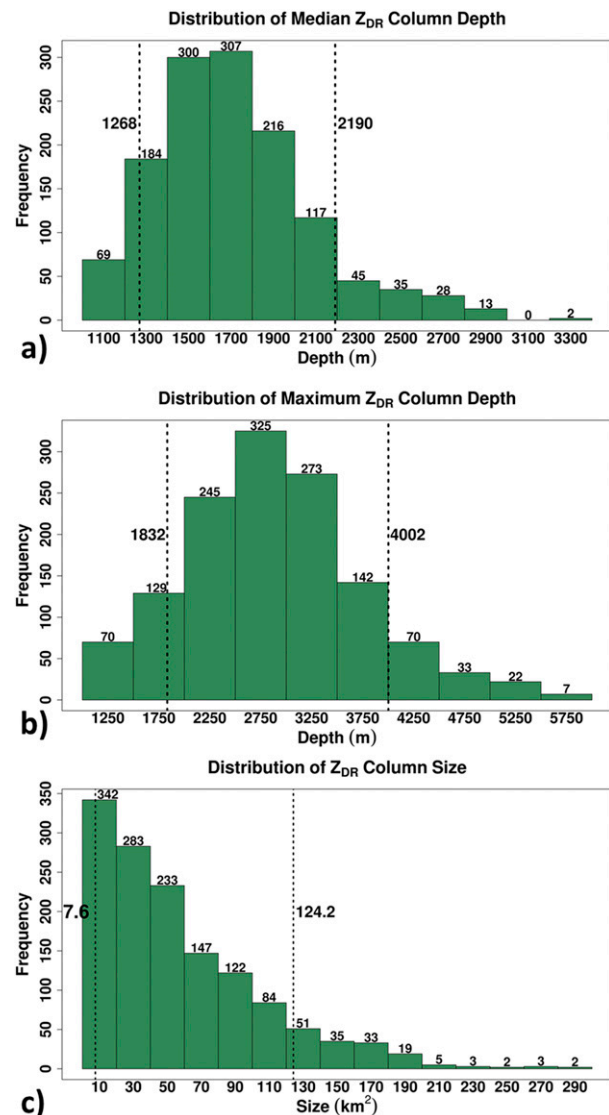 Distribution of Median ZDR Column Depth
Frequency
0 50 100 150 200 250 300
69 184 300 307 216 117 45 35 28 13 0 2
1268 2190
1100 1300 1500 1700 1900 2100 2300 2500 2700 2900 3100 3300
Depth (m)
a)
Distribution of Maximum ZDR Column Depth
Frequency
0 50 100 150 200 250 300
70 129 245 325 273 142 70 33 22 7
1832 4002
1250 1750 2250 2750 3250 3750 4250 4750 5250 5750
Depth (m)
b)
Distribution of ZDR Column Size
Frequency
0 50 100 150 200 250 300 350
342 283 233 147 122 84 51 35 33 19 5 3 2 3 2
7.6 124.2
10 30 50 70 90 110 130 150 170 190 210 230 250 270 290
Size (km²)
c)